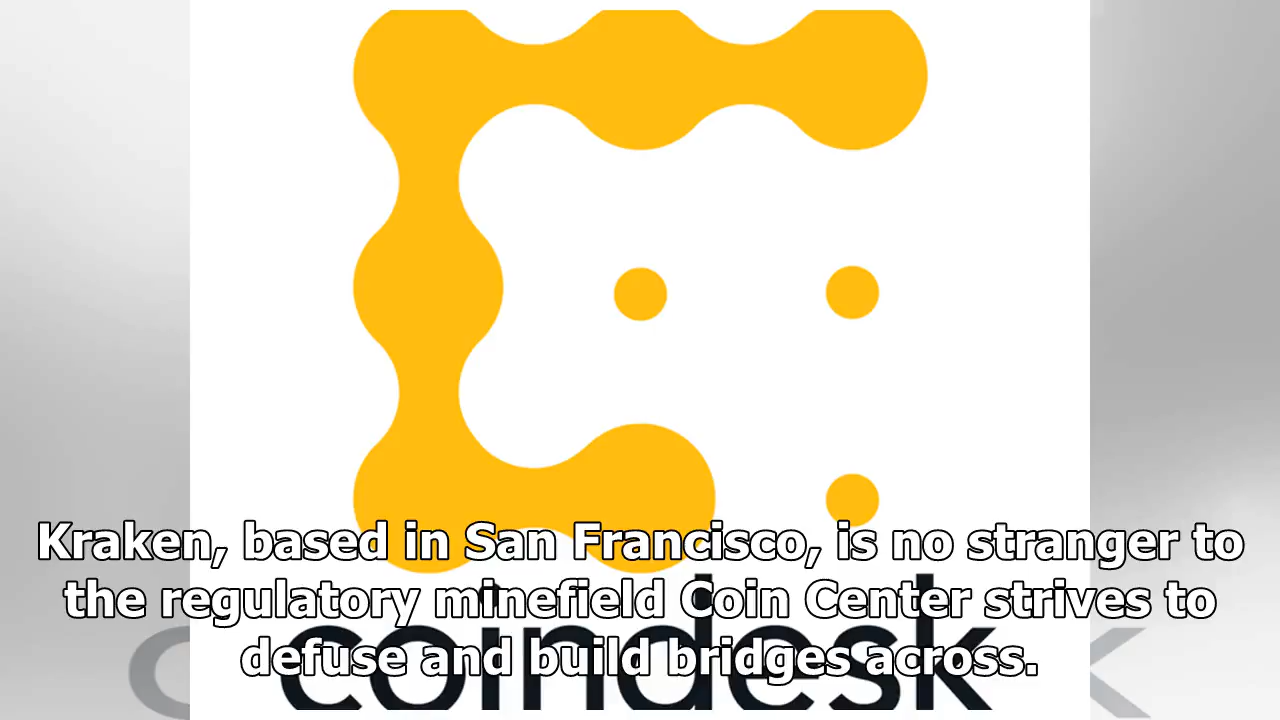 Kraken, based in San Francisco, is no stranger to
the regulatory minefield Coin Center strives to
defuse and build bridges across.
coindesk